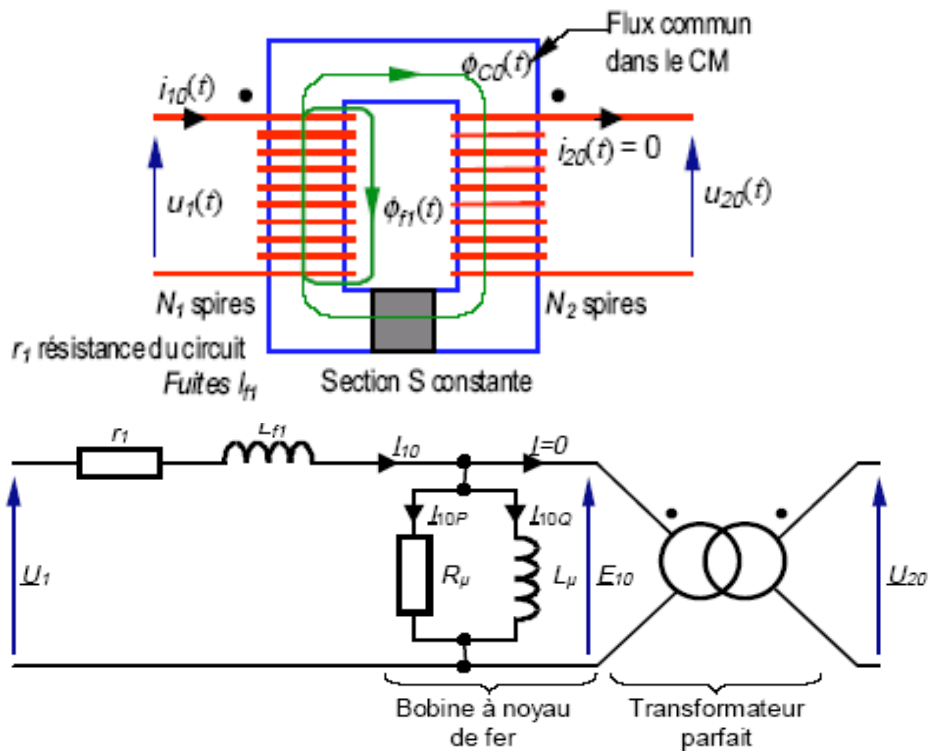 Flux commun
dans le CM
ϕC0(t)
i10(t)
i20(t) = 0
u1(t)
ϕf1(t)
u20(t)
N1 spires
N2 spires
r1 résistance du circuit
Fuites lf1
Section S constante
r1
Lf1
I10
I=0
I10P
I10Q
U1
Rμ
Lμ
E10
U20
Bobine à noyau
de fer
Transformateur
parfait